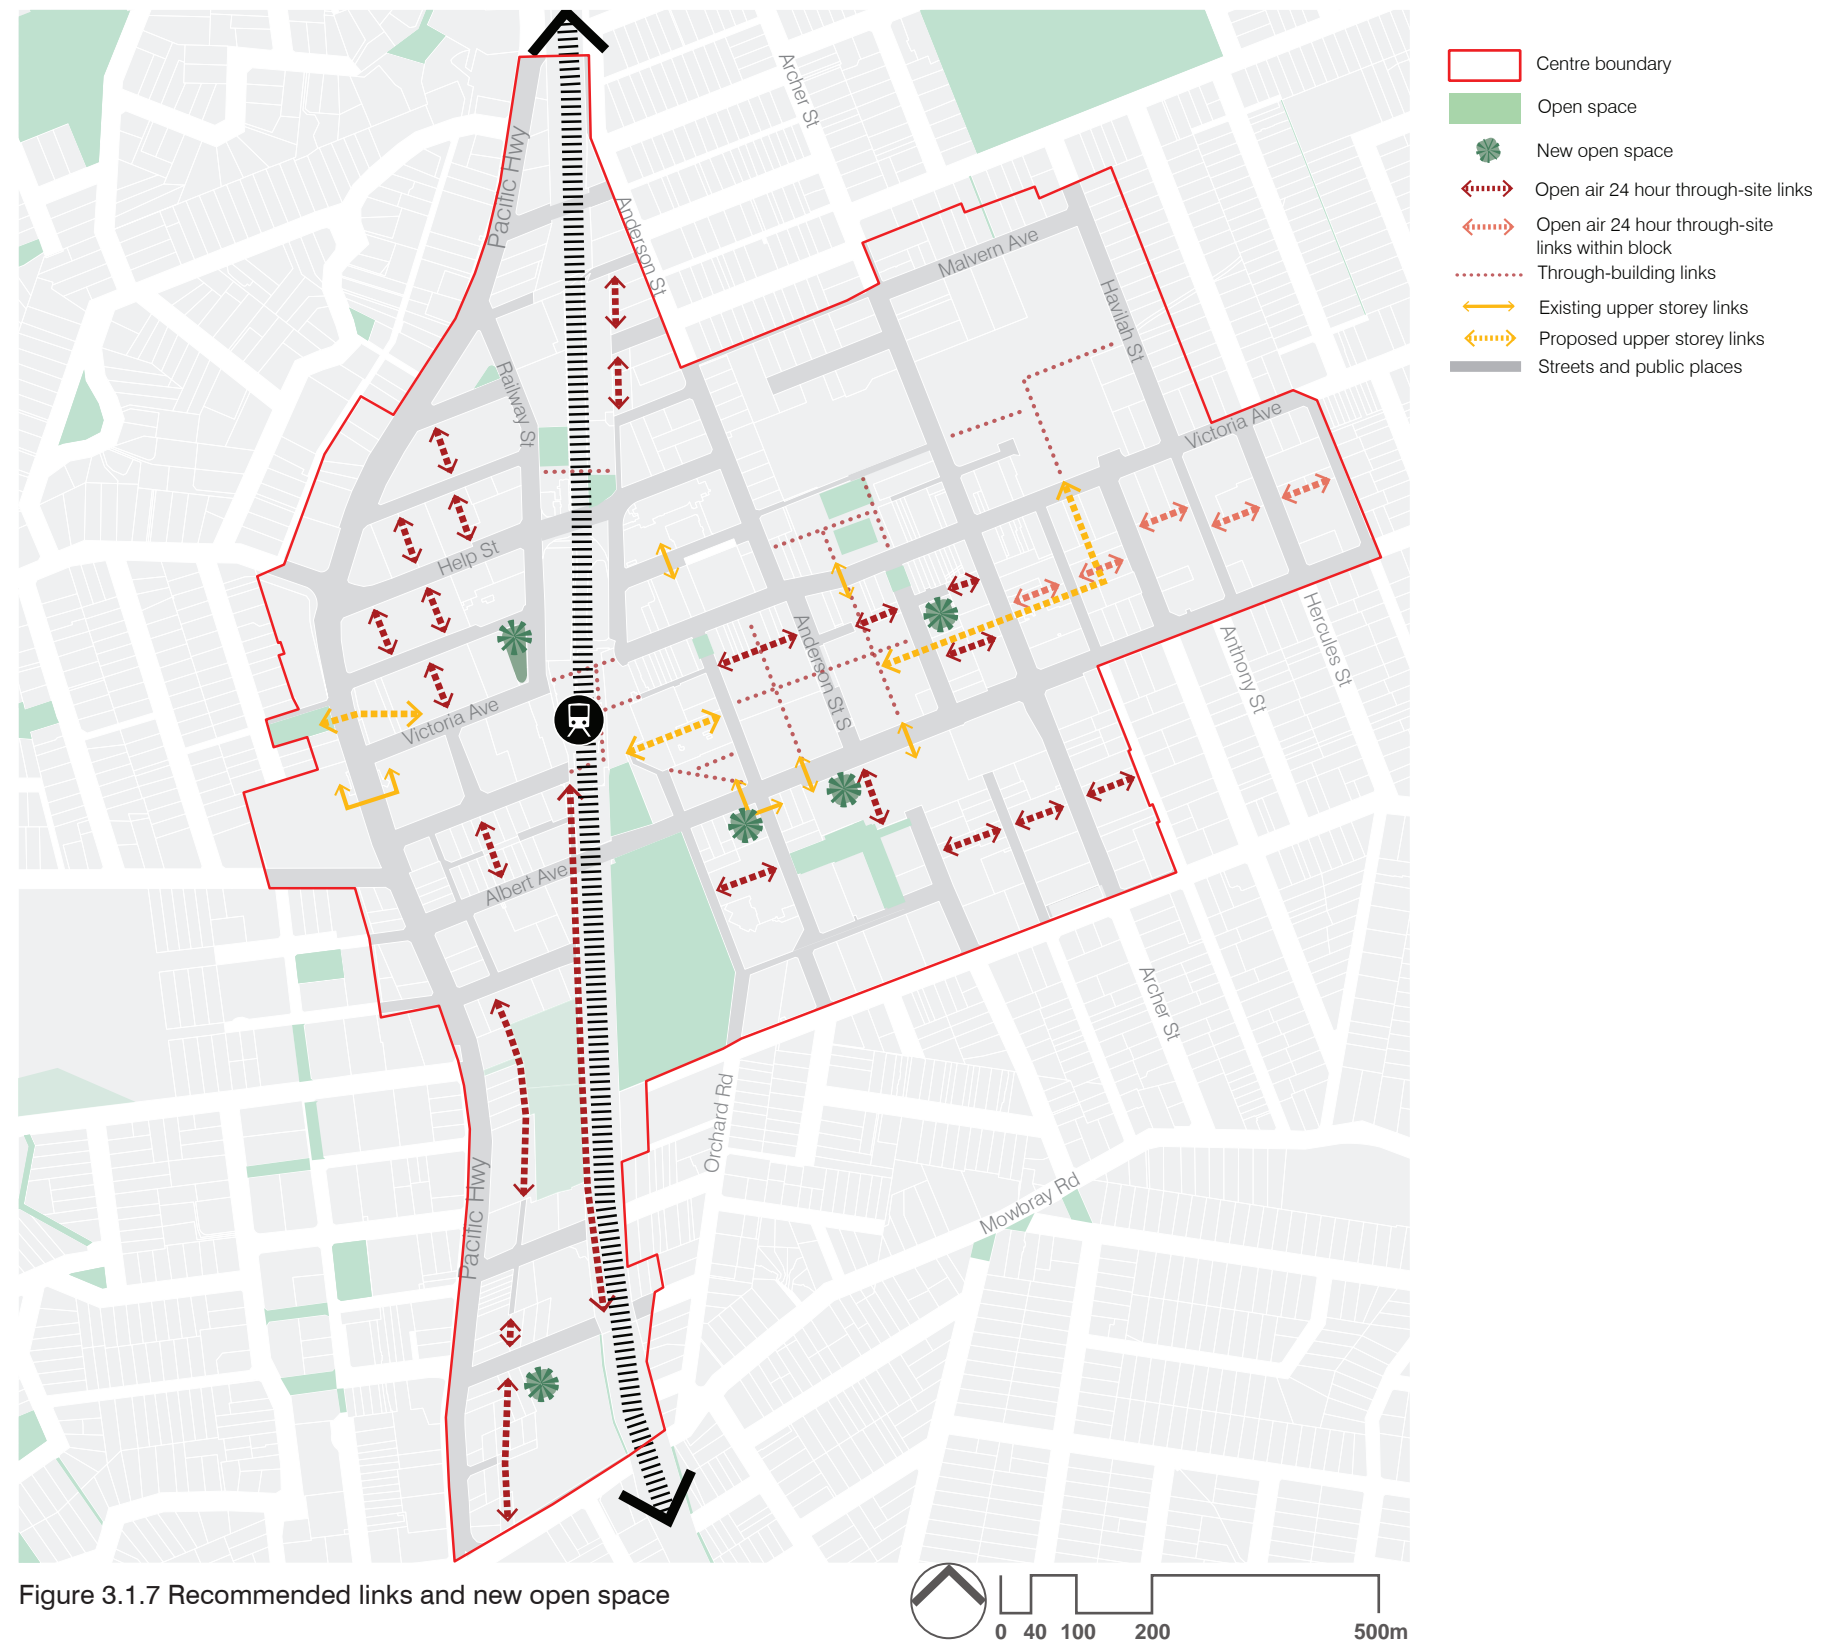 Archer St
Pacific Hwy
Anderson St
Malvern Ave
Havilah St
Railway St
Victoria Ave
Help St
Anderson St S
Victoria Ave
Hercules St
Anthony St
Albert Ave
Archer St
Orchard Rd
Pacific Hwy
Mowbray Rd
Centre boundary
Open space
New open space
Open air 24 hour through-site links
Open air 24 hour through-site
links within block
Through-building links
Existing upper storey links
Proposed upper storey links
Streets and public places
Figure 3.1.7 Recommended links and new open space
0 40 100 200 500m